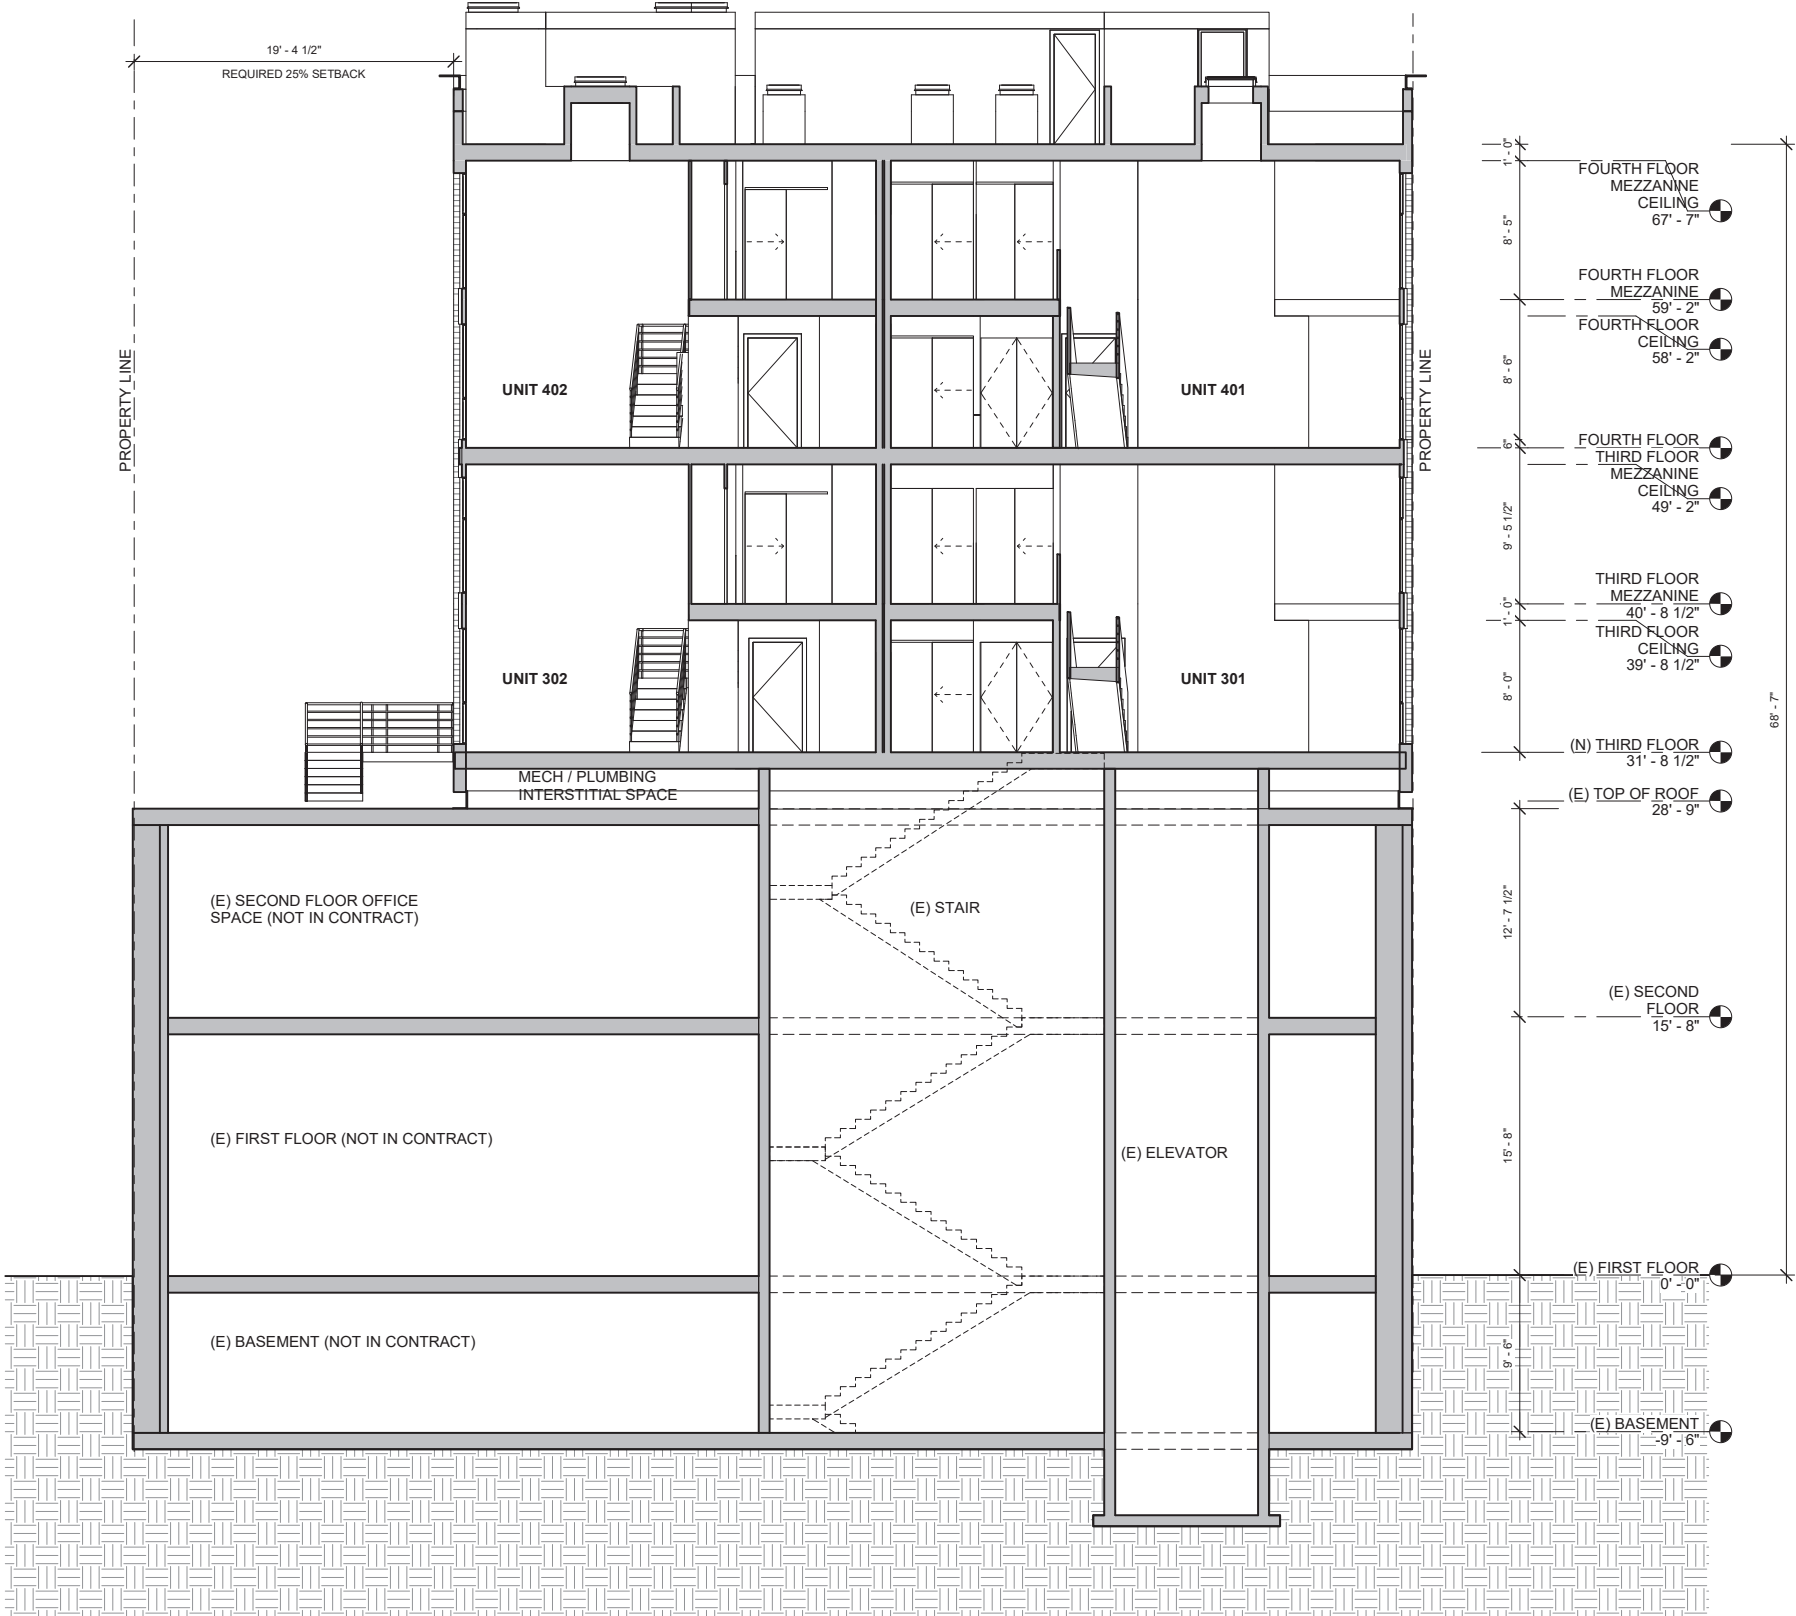 19' - 4 1/2"
REQUIRED 25% SETBACK
PROPERTY LINE
PROPERTY LINE
UNIT 402
UNIT 401
UNIT 302
UNIT 301
MECH / PLUMBING
INTERSTITIAL SPACE
(E) SECOND FLOOR OFFICE
SPACE (NOT IN CONTRACT)
(E) STAIR
(E) FIRST FLOOR (NOT IN CONTRACT)
(E) ELEVATOR
(E) BASEMENT (NOT IN CONTRACT)
1' - 0"
8' - 5"
8' - 6"
6"
9' - 5 1/2"
1' - 0"
8' - 0"
12' - 7 1/2"
15' - 8"
9' - 6"
FOURTH FLOOR
MEZZANINE
CEILING
67' - 7"
FOURTH FLOOR
MEZZANINE
59' - 2"
FOURTH FLOOR
CEILING
58' - 2"
FOURTH FLOOR
THIRD FLOOR
MEZZANINE
CEILING
49' - 2"
THIRD FLOOR
MEZZANINE
40' - 8 1/2"
THIRD FLOOR
CEILING
39' - 8 1/2"
(N) THIRD FLOOR
31' - 8 1/2"
(E) TOP OF ROOF
28' - 9"
(E) SECOND
FLOOR
15' - 8"
(E) FIRST FLOOR
0' - 0"
(E) BASEMENT
-9' - 6"
68' - 7"